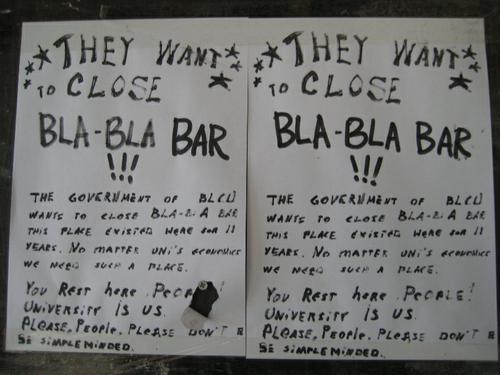 THEY WANT
TO CLOSE
BLA-BLA BAR
!!!
THE GOVERNMENT OF BLCU
WANTS TO CLOSE BLA-BLA BAR
THIS PLACE EXISTED HERE FOR 11
YEARS. NO MATTER UNI'S ECONOMICS
WE NEED SUCH A PLACE.
YOU REST here PEOPLE!
UNIVERSITY IS US.
PLEASE, PEOPLE. PLEASE DON'T
BE SIMPLEMINDED.
THEY WANT
TO CLOSE
BLA-BLA BAR
!!!
THE GOVERNMENT OF BLCU
WANTS TO CLOSE BLA-BLA BAR
THIS PLACE EXISTED HERE FOR 11
YEARS. NO MATTER UNI'S ECONOMICS
WE NEED SUCH A PLACE.
YOU REST here PEOPLE!
UNIVERSITY IS US.
PLEASE, PEOPLE. PLEASE DON'T
BE SIMPLEMINDED.